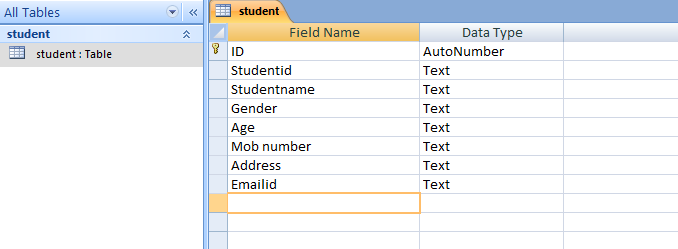 All Tables
student
student : Table
student
Field Name Data Type
ID AutoNumber
Studentid Text
Studentname Text
Gender Text
Age Text
Mob number Text
Address Text
Emailid Text